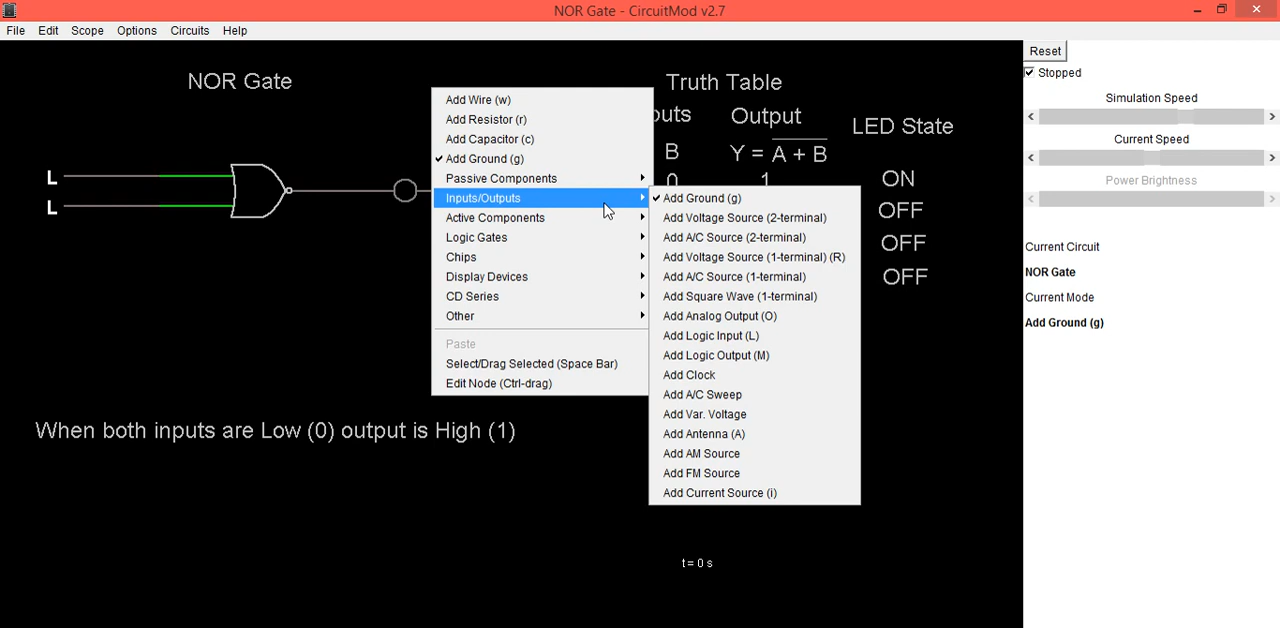 NOR Gate - CircuitMod v2.7
File Edit Scope Options Circuits Help
NOR Gate
L
L
When both inputs are Low (0) output is High (1)
Truth Table
Output
LED State
B
Y = A + B
0 1 ON
OFF
OFF
OFF
t = 0 s
Add Wire (w)
Add Resistor (r)
Add Capacitor (c)
Add Ground (g)
Passive Components
Inputs/Outputs
Active Components
Logic Gates
Chips
Display Devices
CD Series
Other
Paste
Select/Drag Selected (Space Bar)
Edit Node (Ctrl-drag)
Add Ground (g)
Add Voltage Source (2-terminal)
Add A/C Source (2-terminal)
Add Voltage Source (1-terminal) (R)
Add A/C Source (1-terminal)
Add Square Wave (1-terminal)
Add Analog Output (O)
Add Logic Input (L)
Add Logic Output (M)
Add Clock
Add A/C Sweep
Add Var. Voltage
Add Antenna (A)
Add AM Source
Add FM Source
Add Current Source (i)
Reset
Stopped
Simulation Speed
Current Speed
Power Brightness
Current Circuit
NOR Gate
Current Mode
Add Ground (g)